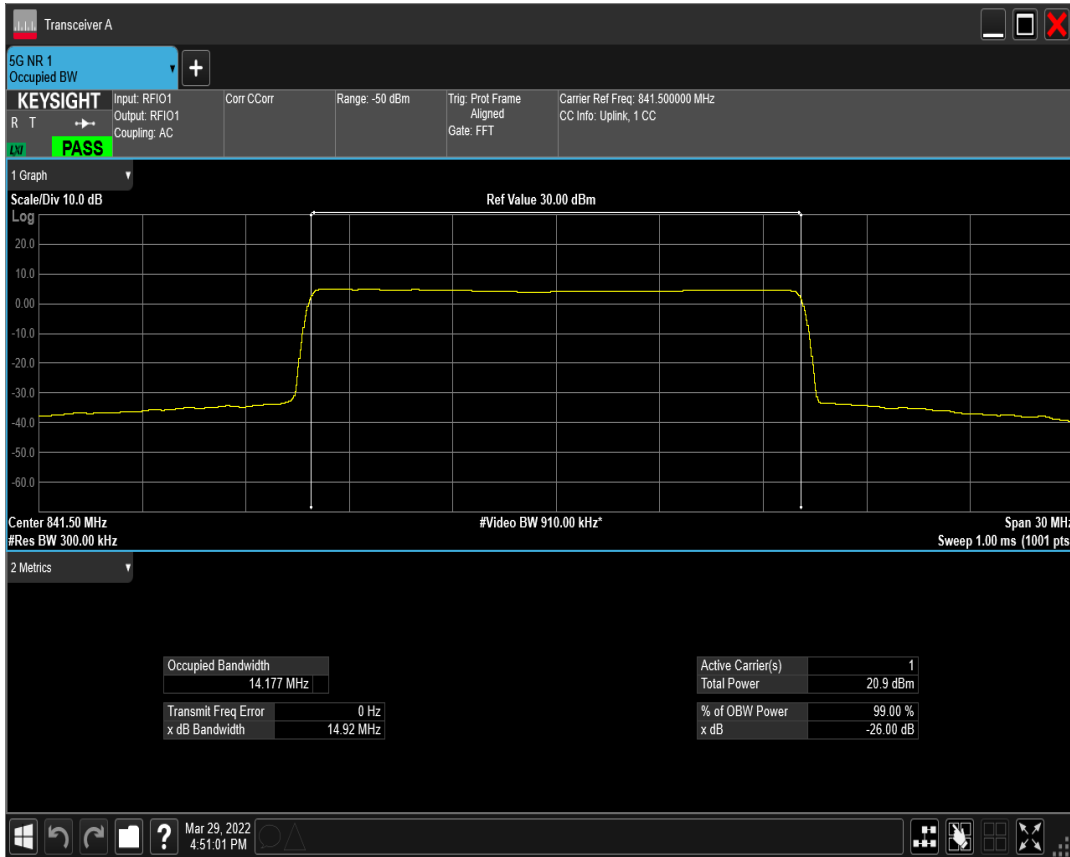 Transceiver A
5G NR 1
Occupied BW
KEYSIGHT
R T
LXI
PASS
Input: RFIO1
Output: RFIO1
Coupling: AC
Corr CCorr
Range: -50 dBm
Trig: Prot Frame
Aligned
Gate: FFT
Carrier Ref Freq: 841.500000 MHz
CC Info: Uplink, 1 CC
1 Graph
Scale/Div 10.0 dB
Ref Value 30.00 dBm
Log
20.0
10.0
0.00
-10.0
-20.0
-30.0
-40.0
-50.0
-60.0
Center 841.50 MHz
#Video BW 910.00 kHz*
Span 30 MHz
#Res BW 300.00 kHz
Sweep 1.00 ms (1001 pts
2 Metrics
Occupied Bandwidth
14.177 MHz
Transmit Freq Error 0 Hz
x dB Bandwidth 14.92 MHz
Active Carrier(s) 1
Total Power 20.9 dBm
% of OBW Power 99.00 %
x dB -26.00 dB
?
Mar 29, 2022
4:51:01 PM